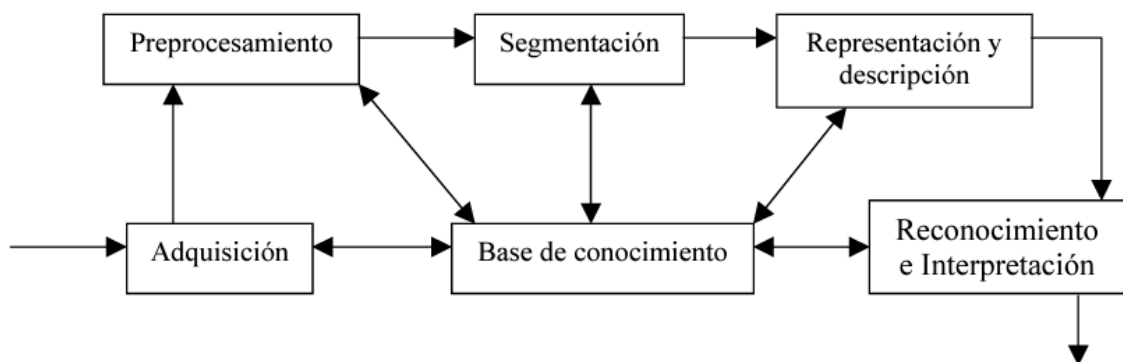 Preprocesamiento
Segmentación
Representación y
descripción
Adquisición
Base de conocimiento
Reconocimiento
e Interpretación